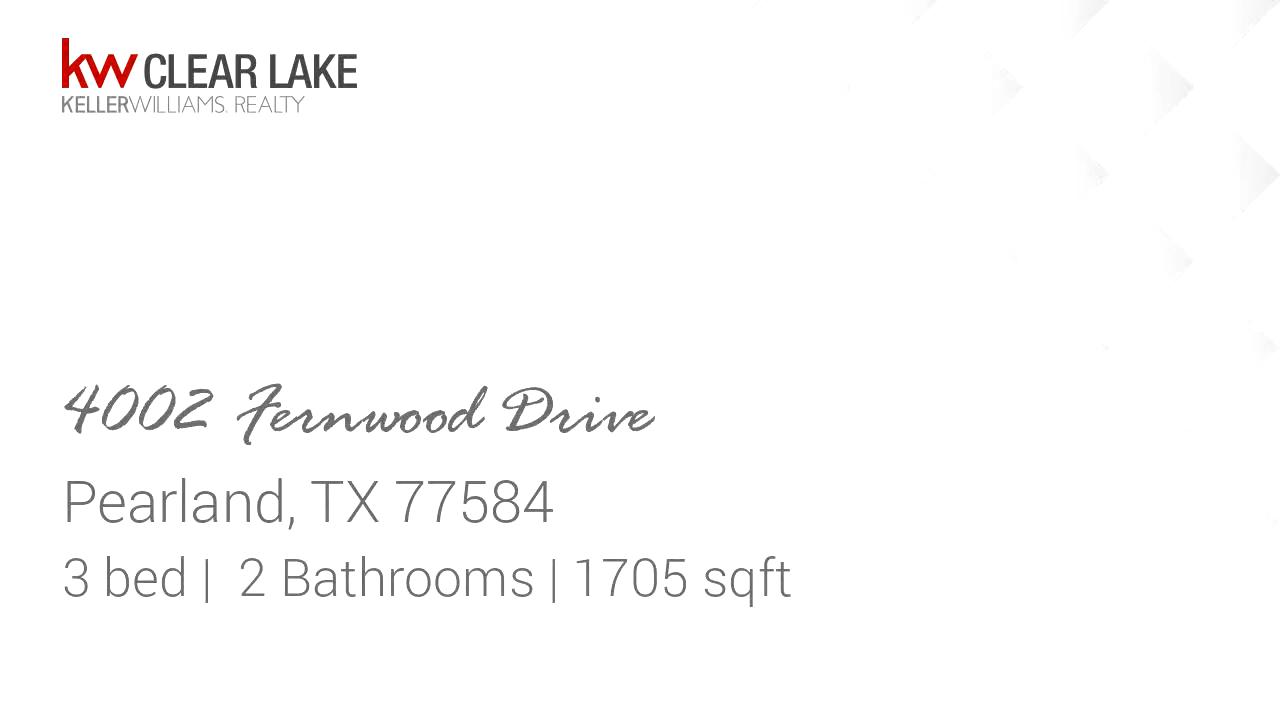 kw CLEAR LAKE
KELLERWILLIAMS. REALTY
4002 Fernwood Drive
Pearland, TX 77584
3 bed | 2 Bathrooms | 1705 sqft